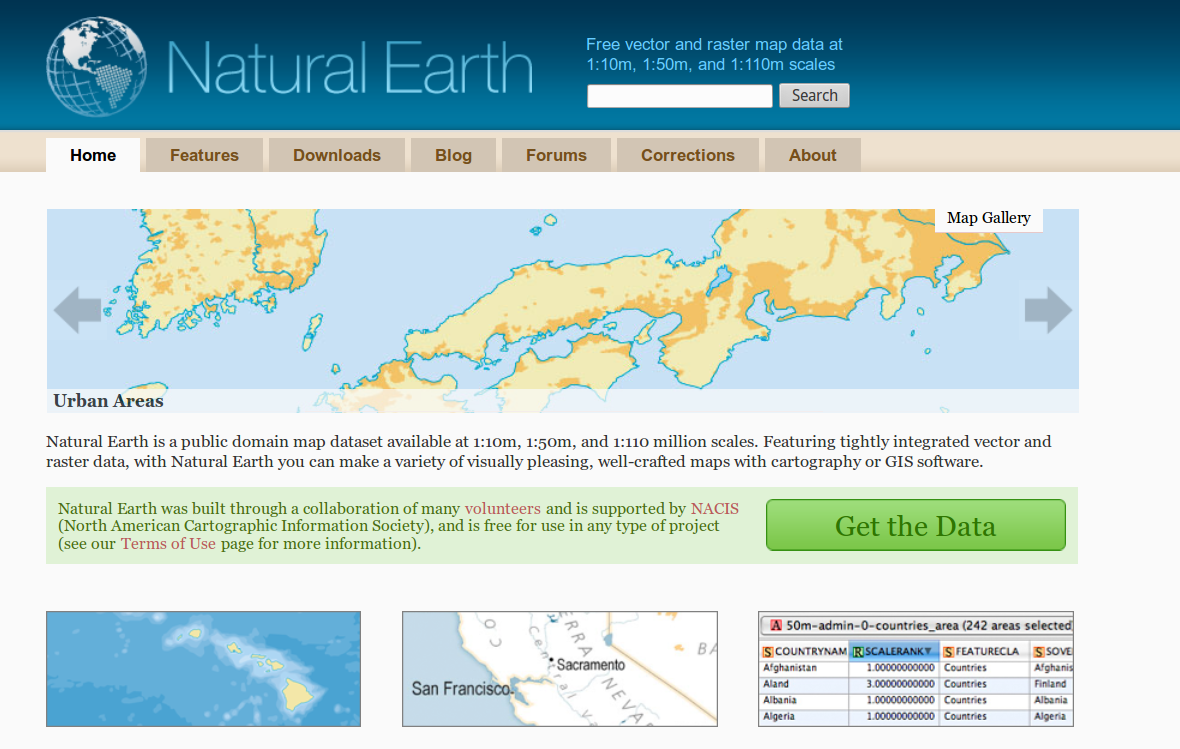 Natural Earth
Free vector and raster map data at
1:10m, 1:50m, and 1:110m scales
Search
Home Features Downloads Blog Forums Corrections About
Map Gallery
Urban Areas
Natural Earth is a public domain map dataset available at 1:10m, 1:50m, and 1:110 million scales. Featuring tightly integrated vector and
raster data, with Natural Earth you can make a variety of visually pleasing, well-crafted maps with cartography or GIS software.
Natural Earth was built through a collaboration of many volunteers and is supported by NACIS
(North American Cartographic Information Society), and is free for use in any type of project
(see our Terms of Use page for more information).
Get the Data
CO
Central V
ERRA
NEVA
BA
Sacramento
San Francisco
A 50m-admin-0-countries_area (242 areas selected
S COUNTRYNAM R SCALERANK S FEATURECLA S SOVE
Afghanistan 1.00000000000 Countries Afghanis
Aland 3.00000000000 Countries Finland
Albania 1.00000000000 Countries Albania
Algeria 1.00000000000 Countries Algeria